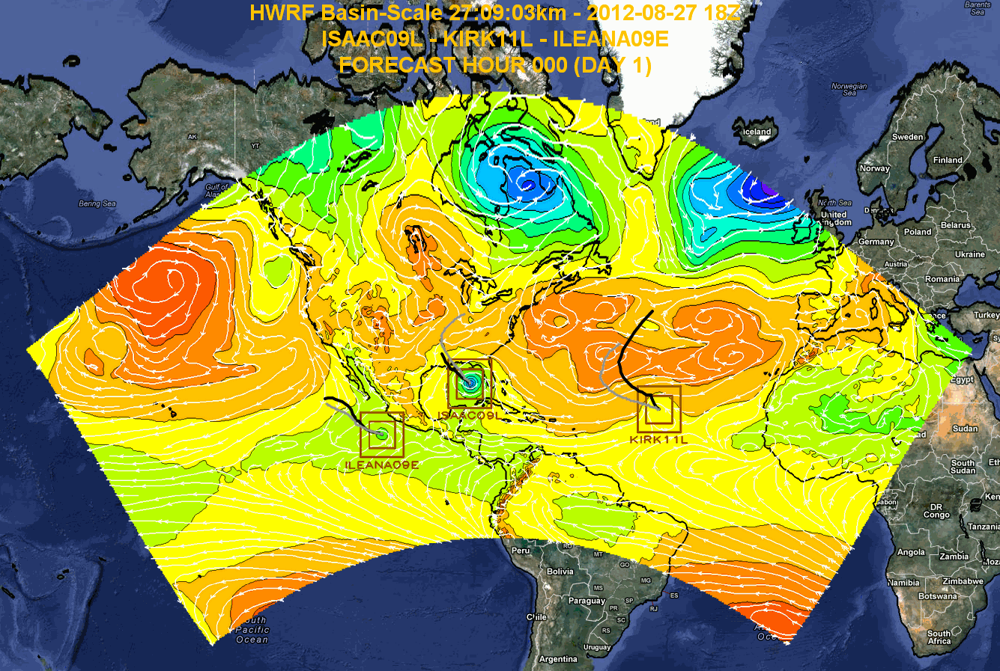 HWRF Basin-Scale 27:09:03km - 2012-08-27 18Z
ISAAC09L - KIRK11L - ILEANA09E
FORECAST HOUR 000 (DAY 1)
Barents
Sea
Norwegian
Sea
Iceland
Sweden
Finland
Norway
AK
YT
Gulf of
Bering Sea
North Sea
United
Kingdom
Belarus
Poland
Germany
Ukraine
Austria
Romania
Turkey
Egypt
ISAAC09L
KIRK11L
ILEANA09E
Sudan
South
Sudan
Gabon
DR
Congo
Tanzania
Angola
Zambia
Namibia
Zimbabwe
Botswana
South
Africa
Peru
RO
MT
GO
Bolivia
MG
MS
ES
Paraguay
SP
PR
RJ
SC
RS
Chile
Uruguay
Argentina
South
Pacific
Ocean